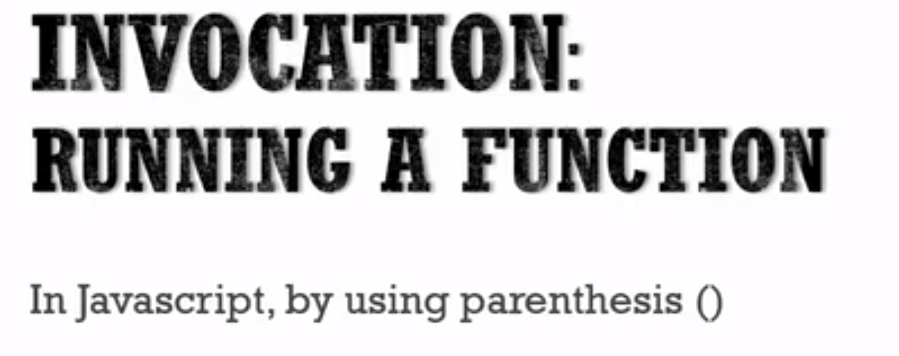 INVOCATION:
RUNNING A FUNCTION
In Javascript, by using parenthesis ()